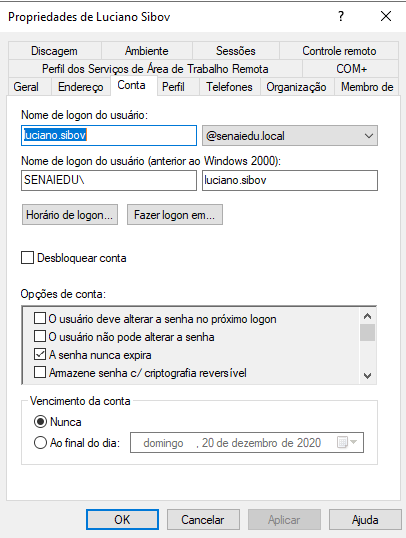 Propriedades de Luciano Sibov
? ×
Discagem Ambiente Sessões Controle remoto
Perfil dos Serviços de Área de Trabalho Remota COM+
Geral Endereço Conta Perfil Telefones Organização Membro de
Nome de logon do usuário:
luciano.sibov @senaiedu.local
Nome de logon do usuário (anterior ao Windows 2000):
SENAIEDU\ luciano.sibov
Horário de logon... Fazer logon em...
Desbloquear conta
Opções de conta:
O usuário deve alterar a senha no próximo logon
O usuário não pode alterar a senha
A senha nunca expira
Armazene senha c/ criptografia reversível
Vencimento da conta
Nunca
Ao final do dia: domingo , 20 de dezembro de 2020
OK Cancelar Aplicar Ajuda